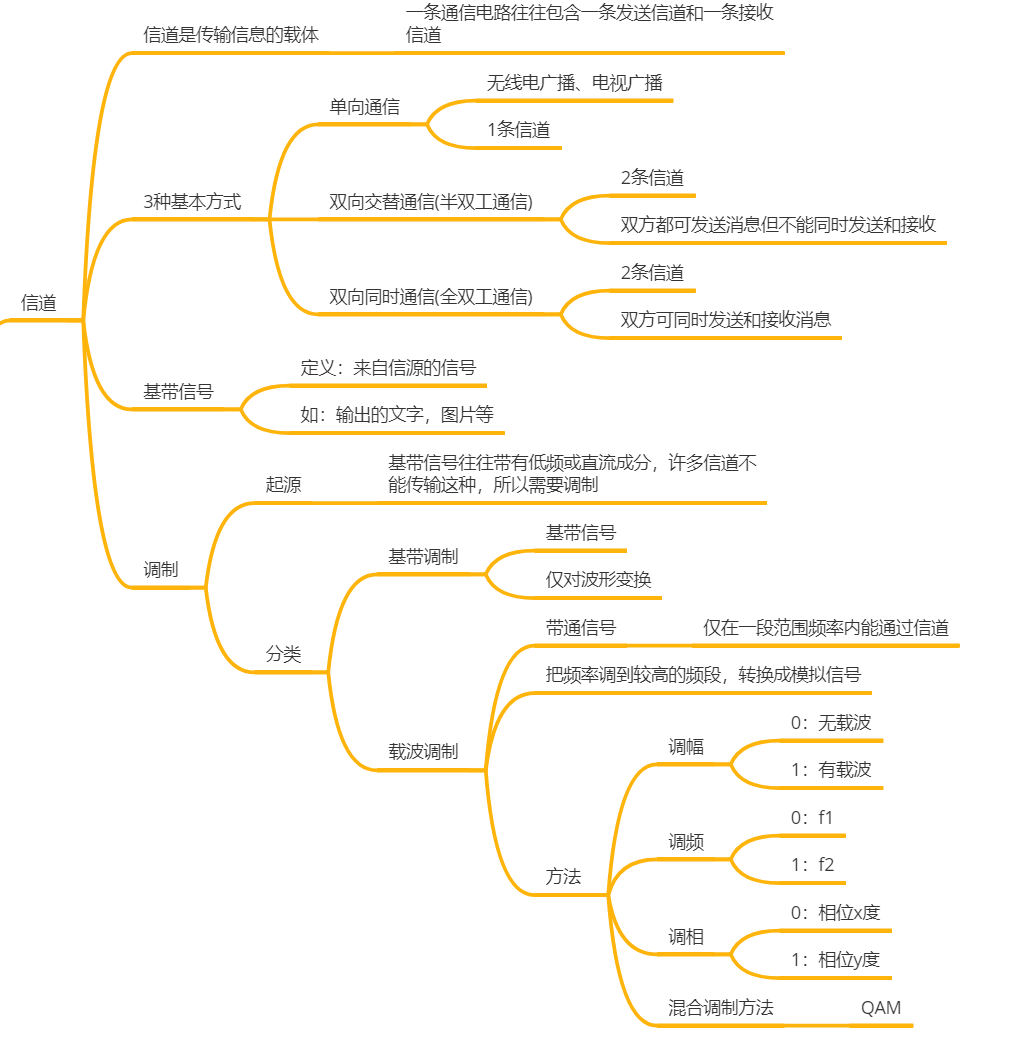 信道
信道是传输信息的载体
一条通信电路往往包含一条发送信道和一条接收
信道
3种基本方式
单向通信
无线电广播、电视广播
1条信道
双向交替通信(半双工通信)
2条信道
双方都可发送消息但不能同时发送和接收
双向同时通信(全双工通信)
2条信道
双方可同时发送和接收消息
基带信号
定义：来自信源的信号
如：输出的文字，图片等
调制
起源
基带信号往往带有低频或直流成分，许多信道不
能传输这种，所以需要调制
分类
基带调制
基带信号
仅对波形变换
载波调制
带通信号
仅在一段范围频率内能通过信道
把频率调到较高的频段，转换成模拟信号
方法
调幅
0：无载波
1：有载波
调频
0：f1
1：f2
调相
0：相位x度
1：相位y度
混合调制方法
QAM